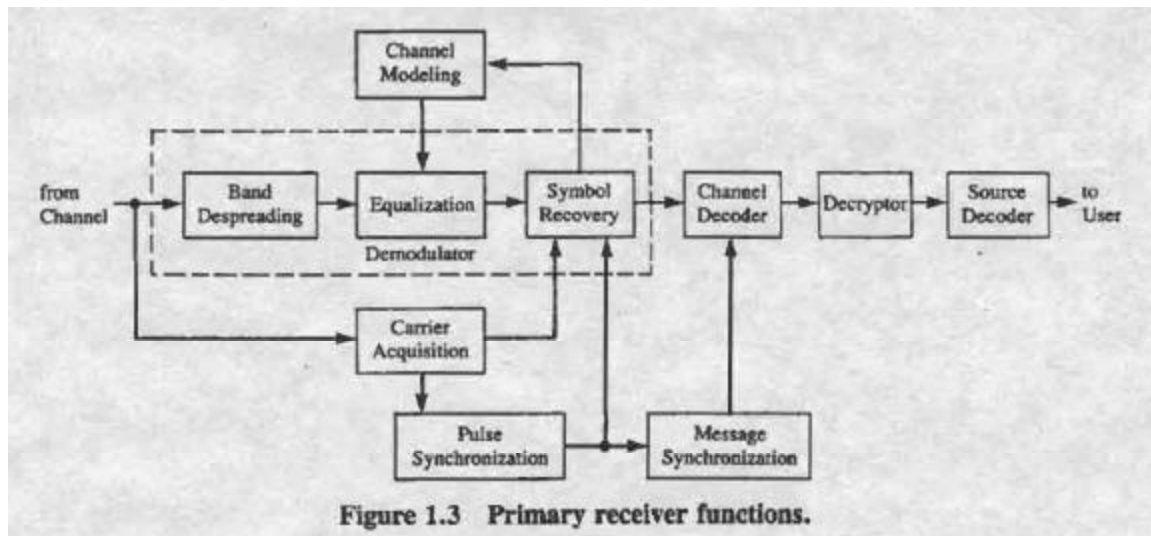 Channel
Modeling
from
Channel
Band
Despreading
Equalization
Symbol
Recovery
Channel
Decoder
Decryptor
Source
Decoder
to
User
Demodulator
Carrier
Acquisition
Pulse
Synchronization
Message
Synchronization
Figure 1.3 Primary receiver functions.